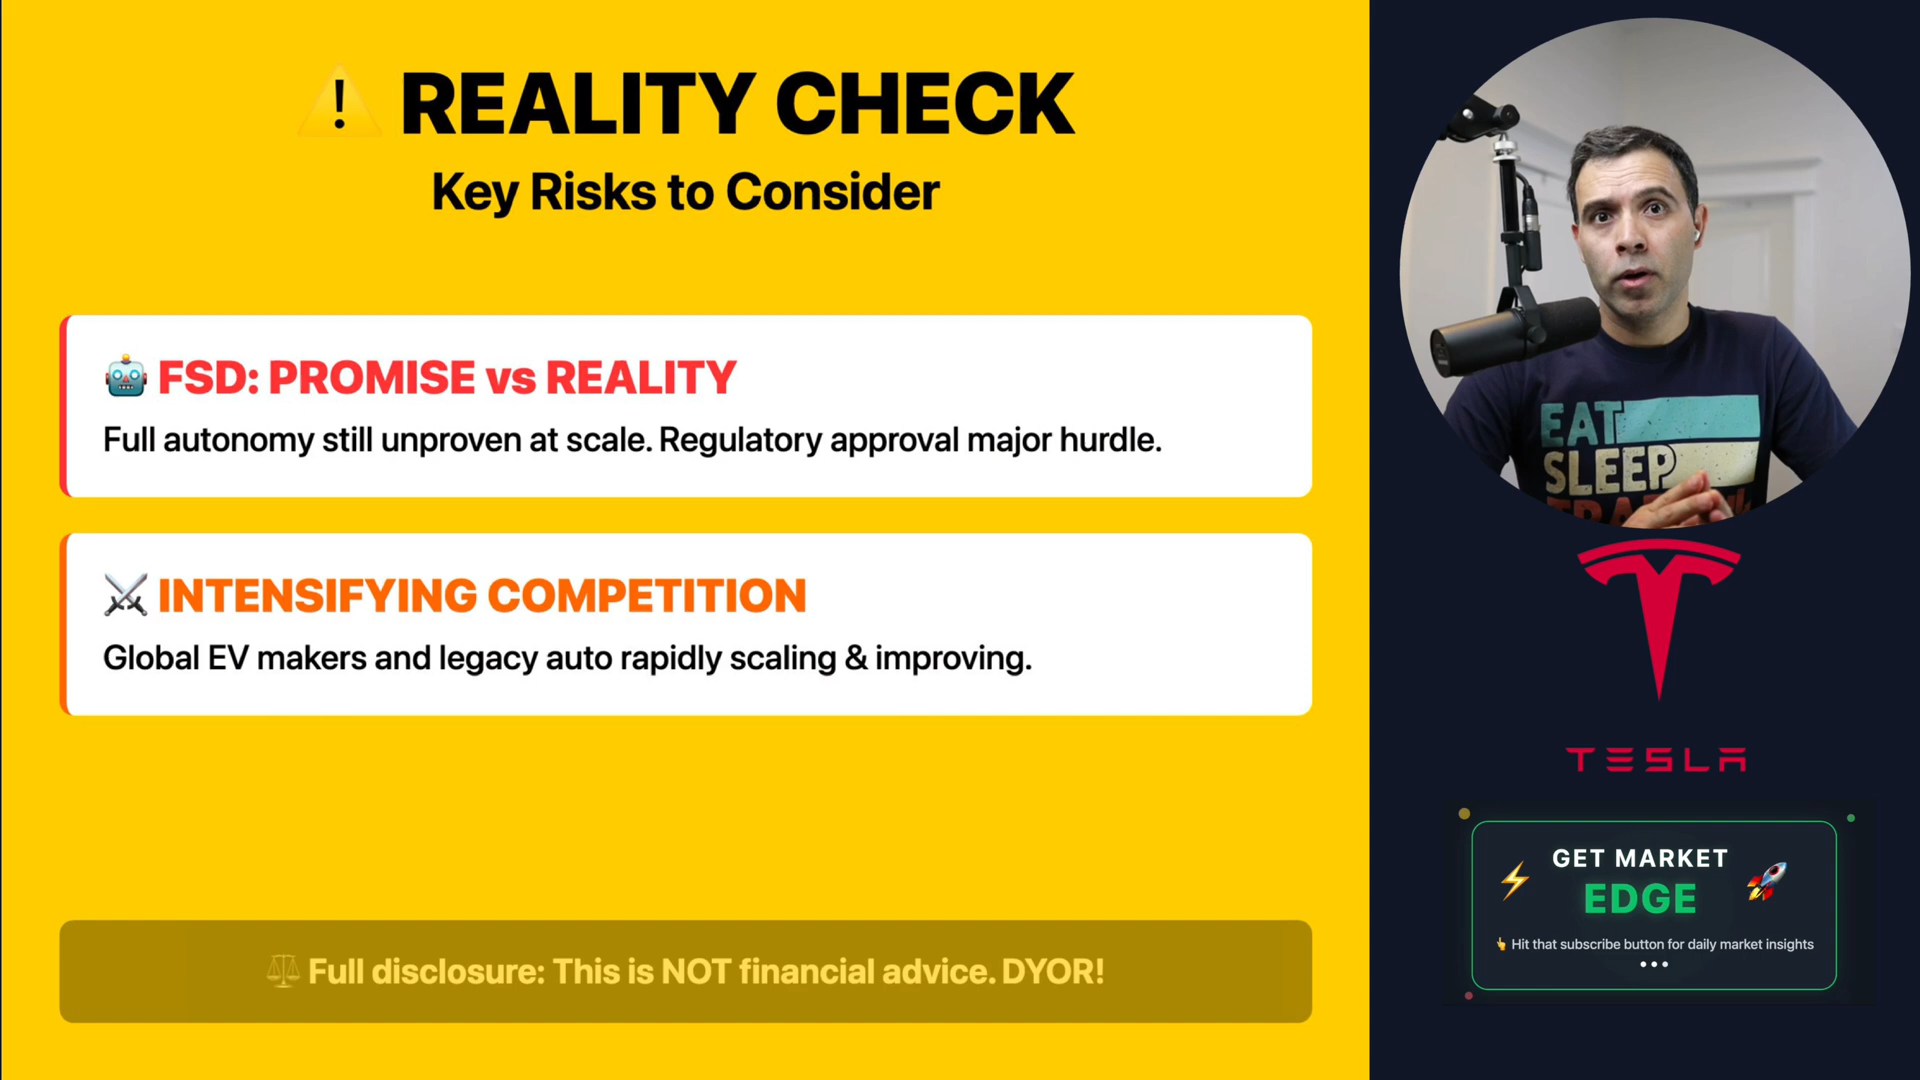 REALITY CHECK
Key Risks to Consider
FSD: PROMISE vs REALITY
Full autonomy still unproven at scale. Regulatory approval major hurdle.
INTENSIFYING COMPETITION
Global EV makers and legacy auto rapidly scaling & improving.
Full disclosure: This is NOT financial advice. DYOR!
EAT
SLEEP
TESLA
GET MARKET
EDGE
Hit that subscribe button for daily market insights